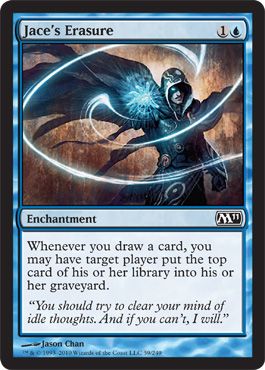 Jace's Erasure 1
Enchantment M11
Whenever you draw a card, you
may have target player put the top
card of his or her library into his or
her graveyard.
"You should try to clear your mind of
idle thoughts. And if you can't, I will."
Jason Chan
™ & © 1993-2010 Wizards of the Coast LLC 59/249